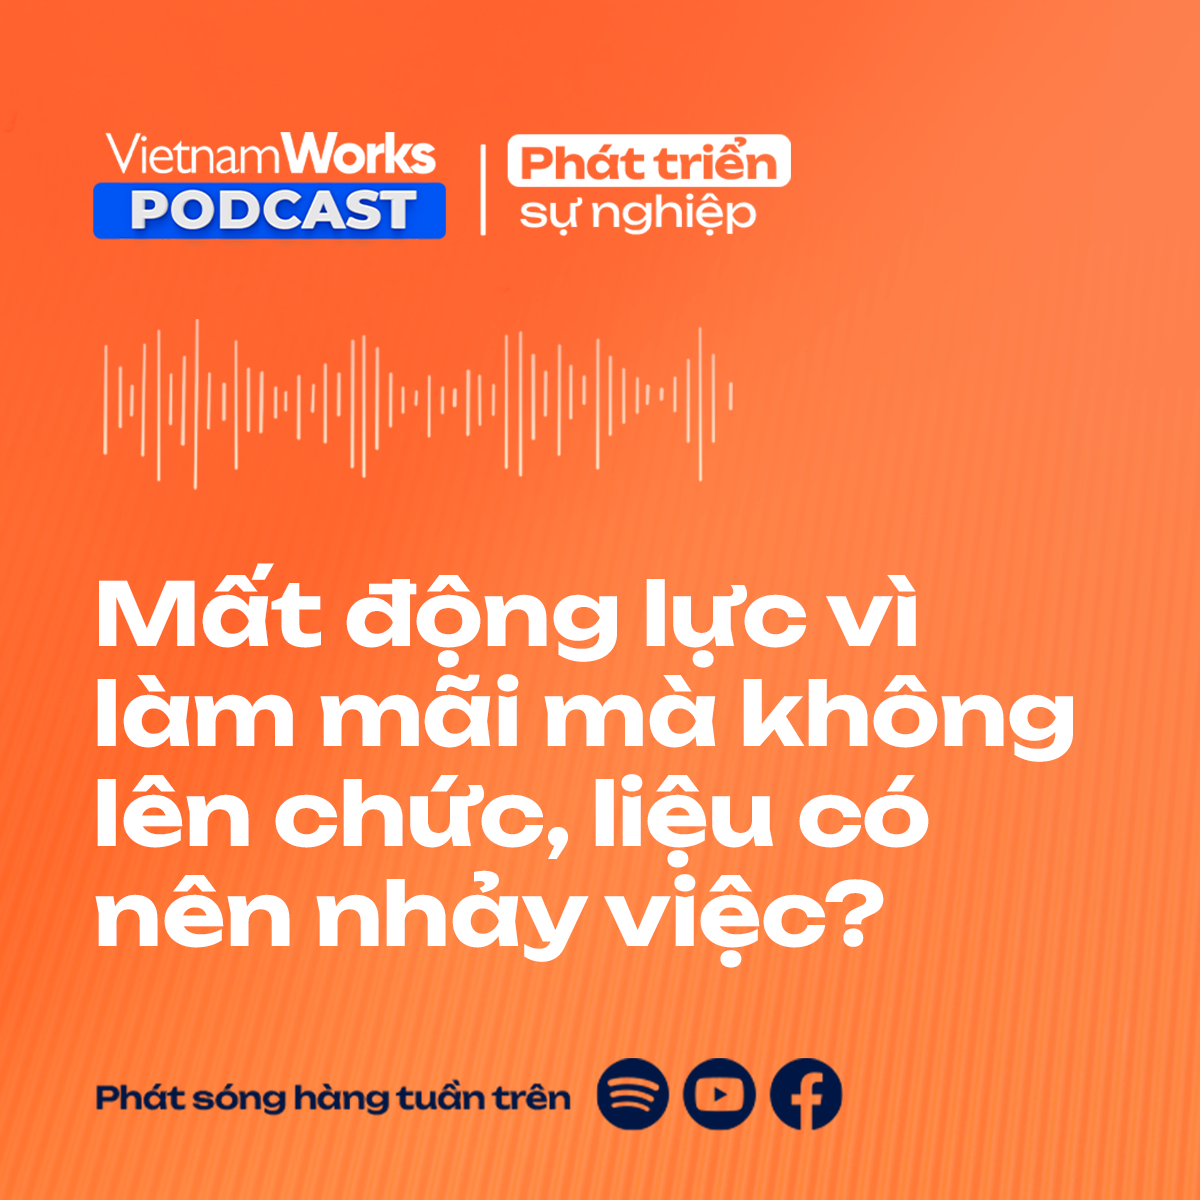 VietnamWorks
PODCAST
Phát triển
sự nghiệp
Mất động lực vì
làm mãi mà không
lên chức, liệu có
nên nhảy việc?
Phát sóng hàng tuần trên